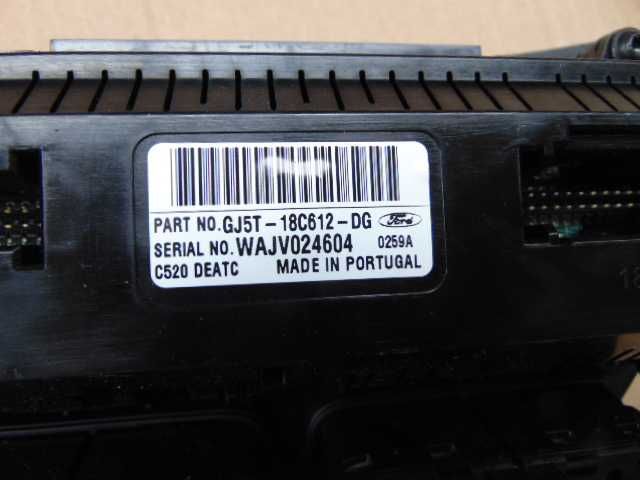 PART NO.GJ5T-18C612-DG Ford
SERIAL NO.WAJV024604 0259A
C520 DEATC MADE IN PORTUGAL